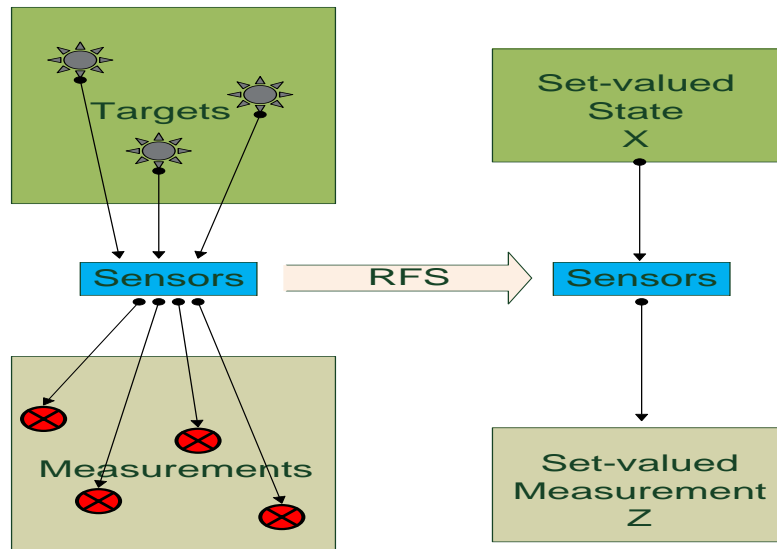 Targets
Sensors
Measurements
RFS
Set-valued
State
X
Sensors
Set-valued
Measurement
Z